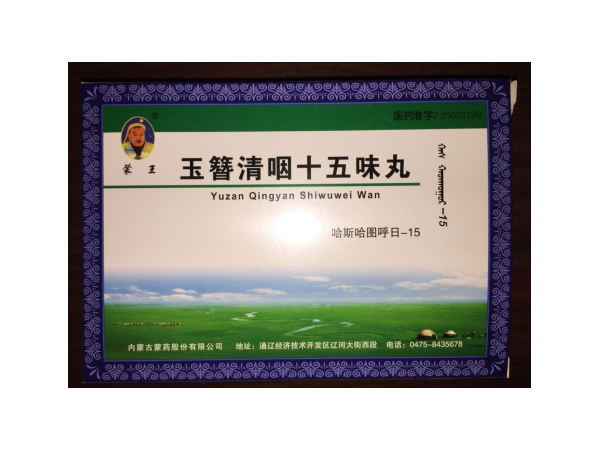 国药准字Z20053199
蒙 王
玉簪清咽十五味丸
Yuzan Qingyan Shiwuwei Wan
哈斯哈图呼日-15
-15
内蒙古蒙药股份有限公司 地址：通辽经济技术开发区辽河大街西段 电话：0475-8435678